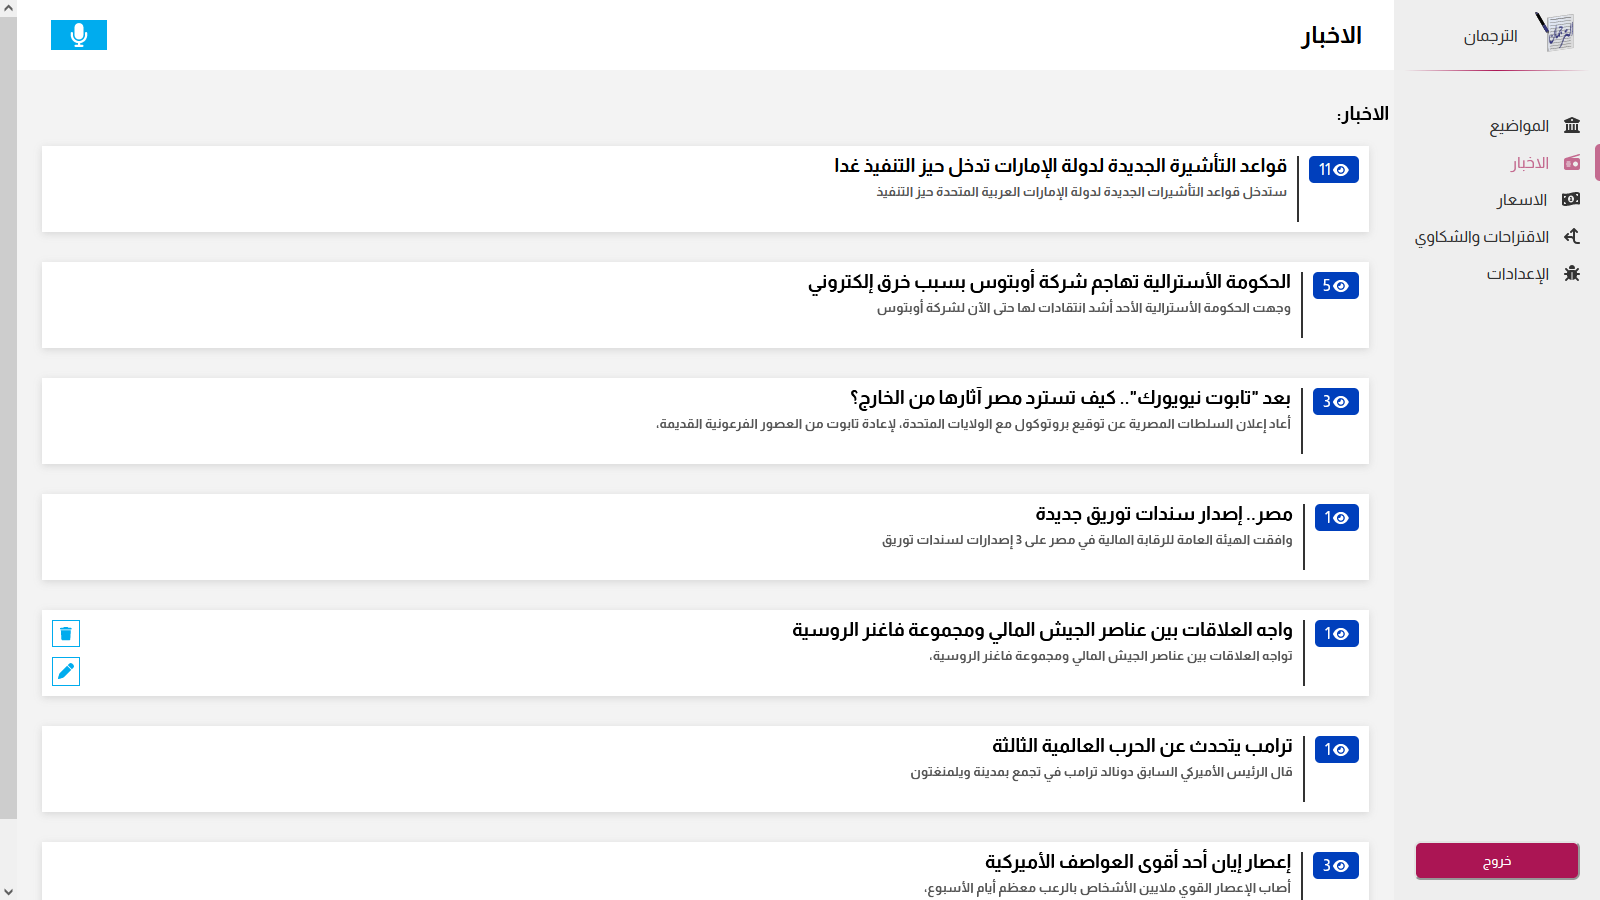 الترجمان
المواضيع
الاخبار
الاسعار
الاقتراحات والشكاوي
الإعدادات
خروج
الاخبار
الاخبار:
11
قواعد التأشيرة الجديدة لدولة الإمارات تدخل حيز التنفيذ غدا
ستدخل قواعد التأشيرات الجديدة لدولة الإمارات العربية المتحدة حيز التنفيذ
5
الحكومة الأسترالية تهاجم شركة أوبتوس بسبب خرق إلكتروني
وجهت الحكومة الأسترالية الأحد أشد انتقادات لها حتى الآن لشركة أوبتوس
3
بعد "تابوت نيويورك".. كيف تسترد مصر آثارها من الخارج؟
أعاد إعلان السلطات المصرية عن توقيع بروتوكول مع الولايات المتحدة، لإعادة تابوت من العصور الفرعونية القديمة،
1
مصر.. إصدار سندات توريق جديدة
وافقت الهيئة العامة للرقابة المالية في مصر على 3 إصدارات لسندات توريق
1
واجه العلاقات بين عناصر الجيش المالي ومجموعة فاغنر الروسية
تواجه العلاقات بين عناصر الجيش المالي ومجموعة فاغنر الروسية،
1
ترامب يتحدث عن الحرب العالمية الثالثة
قال الرئيس الأميركي السابق دونالد ترامب في تجمع بمدينة ويلمنغتون
3
إعصار إيان أحد أقوى العواصف الأميركية
أصاب الإعصار القوي ملايين الأشخاص بالرعب معظم أيام الأسبوع،